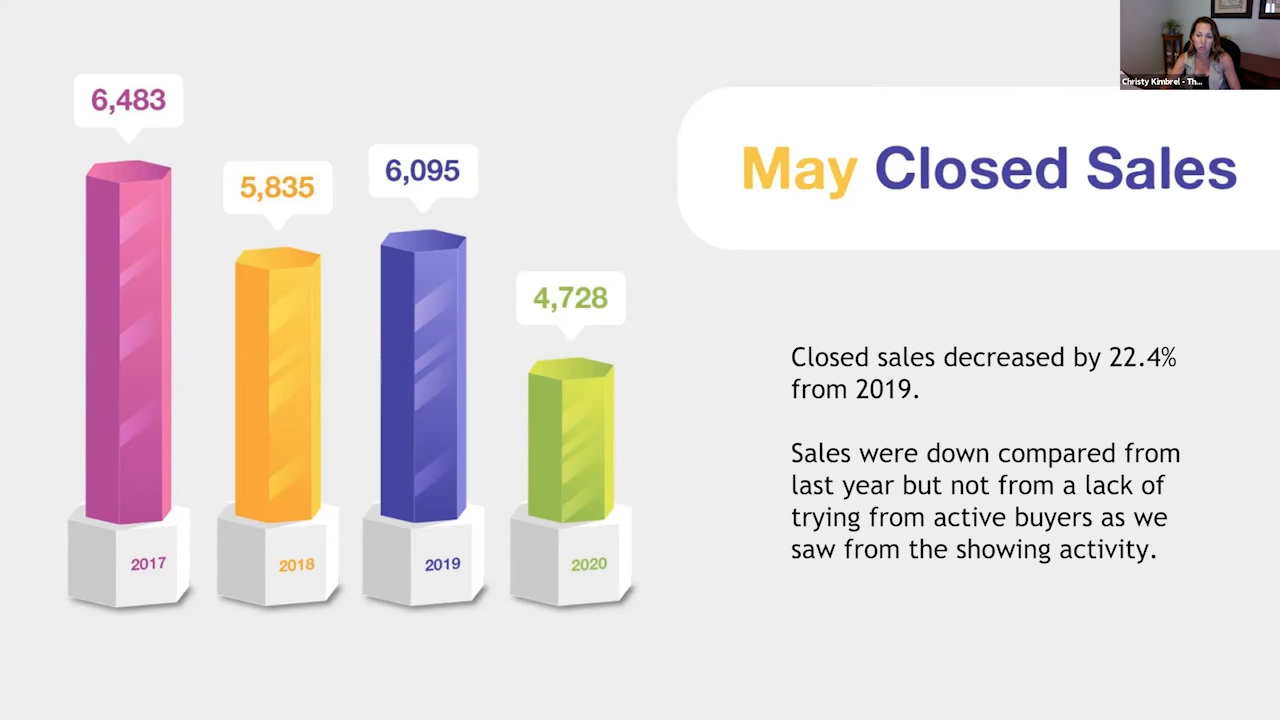 Christy Kimbrel - Th...
6,483
5,835
6,095
4,728
May Closed Sales
Closed sales decreased by 22.4%
from 2019.
Sales were down compared from
last year but not from a lack of
trying from active buyers as we
saw from the showing activity.
2017
2018
2019
2020